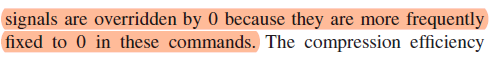 signals are overridden by 0 because they are more frequently
fixed to 0 in these commands. The compression efficiency